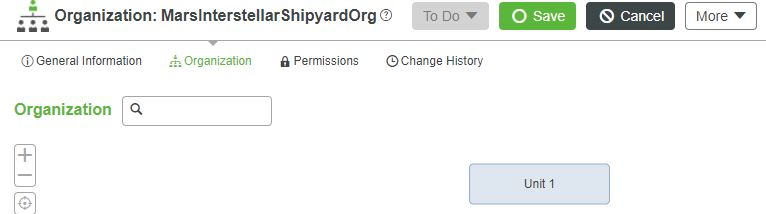 Organization: MarsInterstellarShipyardOrg ? To Do Save Cancel More
General Information Organization Permissions Change History
Organization
Unit 1